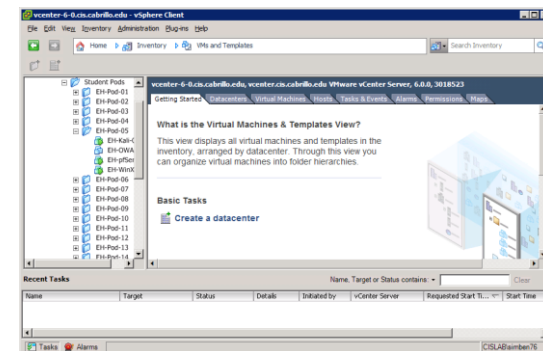 vcenter-6-0.cis.cabrillo.edu - vSphere Client
File Edit View Inventory Administration Plug-ins Help
Home Inventory VMs and Templates Search Inventory
Student Pods
EH-Pod-01
EH-Pod-02
EH-Pod-03
EH-Pod-04
EH-Pod-05
EH-Kali-
EH-OWA
EH-pfSen
EH-WinX
EH-Pod-06
EH-Pod-07
EH-Pod-08
EH-Pod-09
EH-Pod-10
EH-Pod-11
EH-Pod-12
EH-Pod-13
EH-Pod-14
vcenter-6-0.cis.cabrillo.edu, vcenter.cis.cabrillo.edu VMware vCenter Server, 6.0.0, 3018523
Getting Started Datacenters Virtual Machines Hosts Tasks & Events Alarms Permissions Maps
What is the Virtual Machines & Templates View?
This view displays all virtual machines and templates in the
inventory, arranged by datacenter. Through this view you
can organize virtual machines into folder hierarchies.
Basic Tasks
Create a datacenter
Recent Tasks
Name, Target or Status contains: Clear
Name Target Status Details Initiated by vCenter Server Requested Start Ti... Start Time
Tasks Alarms
CISLAB\simben76